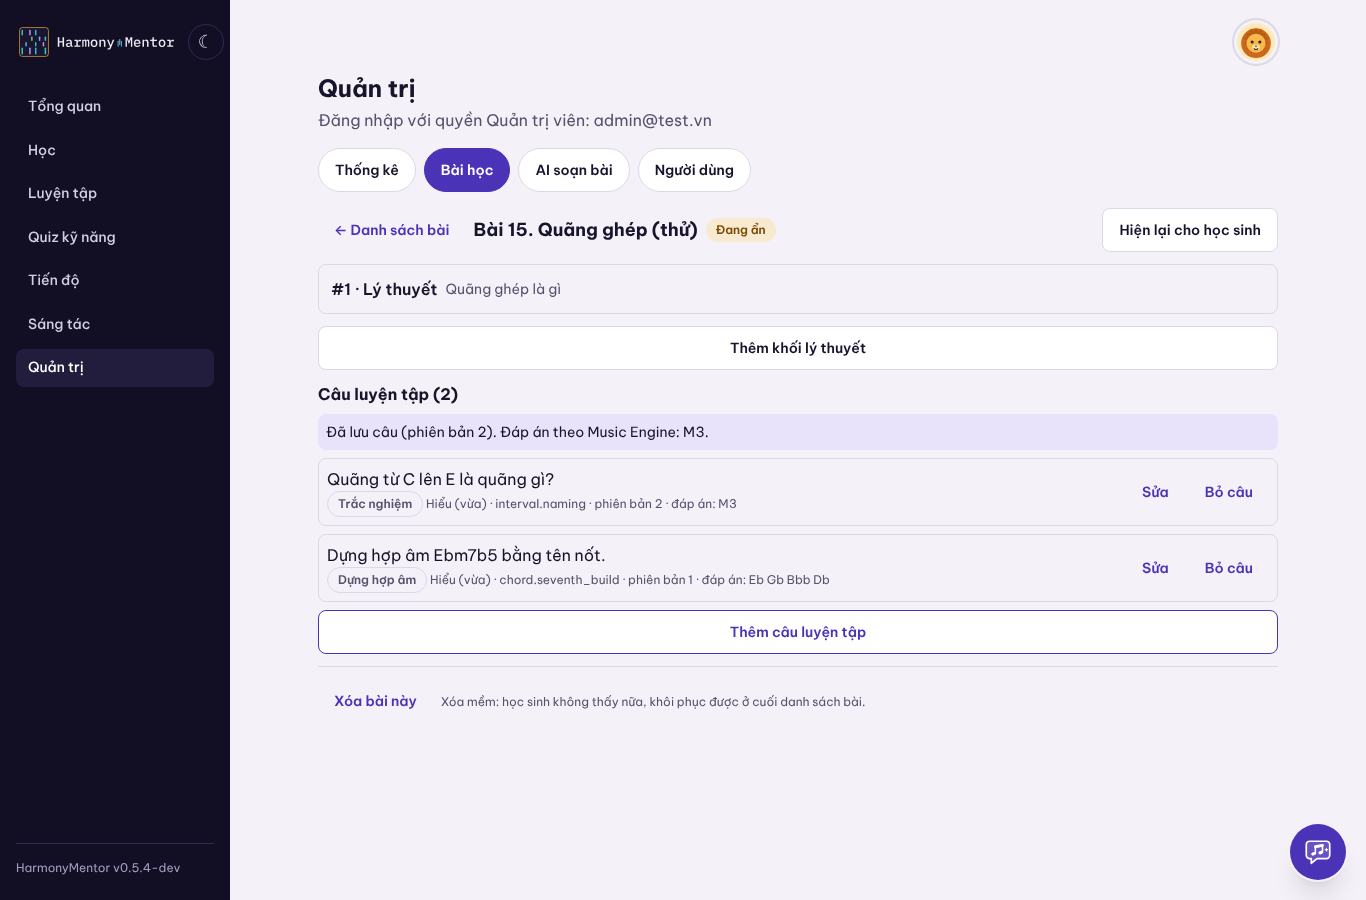 Harmony Mentor
Tổng quan
Học
Luyện tập
Quiz kỹ năng
Tiến độ
Sáng tác
Quản trị
HarmonyMentor v0.5.4-dev
Quản trị
Đăng nhập với quyền Quản trị viên: admin@test.vn
Thống kê Bài học AI soạn bài Người dùng
← Danh sách bài Bài 15. Quãng ghép (thử) Đang ẩn Hiện lại cho học sinh
#1 · Lý thuyết Quãng ghép là gì
Thêm khối lý thuyết
Câu luyện tập (2)
Đã lưu câu (phiên bản 2). Đáp án theo Music Engine: M3.
Quãng từ C lên E là quãng gì?
Trắc nghiệm Hiểu (vừa) · interval.naming · phiên bản 2 · đáp án: M3
Sửa Bỏ câu
Dựng hợp âm Ebm7b5 bằng tên nốt.
Dựng hợp âm Hiểu (vừa) · chord.seventh_build · phiên bản 1 · đáp án: Eb Gb Bbb Db
Sửa Bỏ câu
Thêm câu luyện tập
Xóa bài này Xóa mềm: học sinh không thấy nữa, khôi phục được ở cuối danh sách bài.